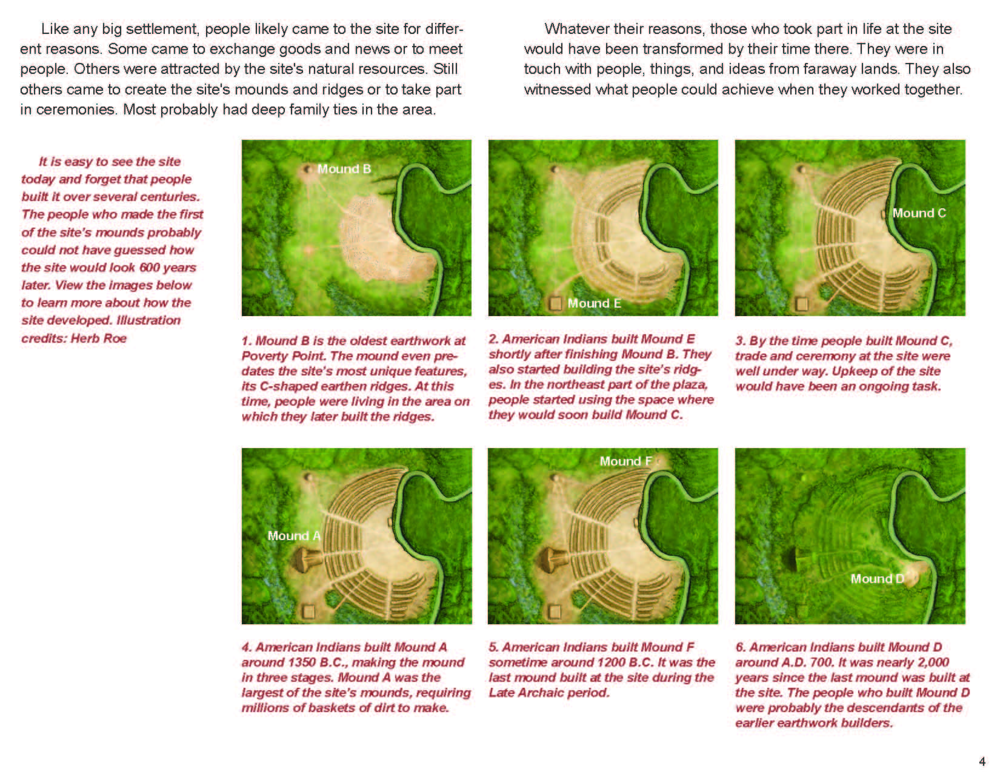 Like any big settlement, people likely came to the site for differ-
ent reasons. Some came to exchange goods and news or to meet
people. Others were attracted by the site's natural resources. Still
others came to create the site's mounds and ridges or to take part
in ceremonies. Most probably had deep family ties in the area.
Whatever their reasons, those who took part in life at the site
would have been transformed by their time there. They were in
touch with people, things, and ideas from faraway lands. They also
witnessed what people could achieve when they worked together.
It is easy to see the site
today and forget that people
built it over several centuries.
The people who made the first
of the site's mounds probably
could not have guessed how
the site would look 600 years
later. View the images below
to learn more about how the
site developed. Illustration
credits: Herb Roe
Mound B
1. Mound B is the oldest earthwork at
Poverty Point. The mound even pre-
dates the site's most unique features,
its C-shaped earthen ridges. At this
time, people were living in the area on
which they later built the ridges.
Mound E
2. American Indians built Mound E
shortly after finishing Mound B. They
also started building the site's ridg-
es. In the northeast part of the plaza,
people started using the space where
they would soon build Mound C.
Mound C
3. By the time people built Mound C,
trade and ceremony at the site were
well under way. Upkeep of the site
would have been an ongoing task.
Mound A
4. American Indians built Mound A
around 1350 B.C., making the mound
in three stages. Mound A was the
largest of the site's mounds, requiring
millions of baskets of dirt to make.
Mound F
5. American Indians built Mound F
sometime around 1200 B.C. It was the
last mound built at the site during the
Late Archaic period.
Mound D
6. American Indians built Mound D
around A.D. 700. It was nearly 2,000
years since the last mound was built at
the site. The people who built Mound D
were probably the descendants of the
earlier earthwork builders.
4